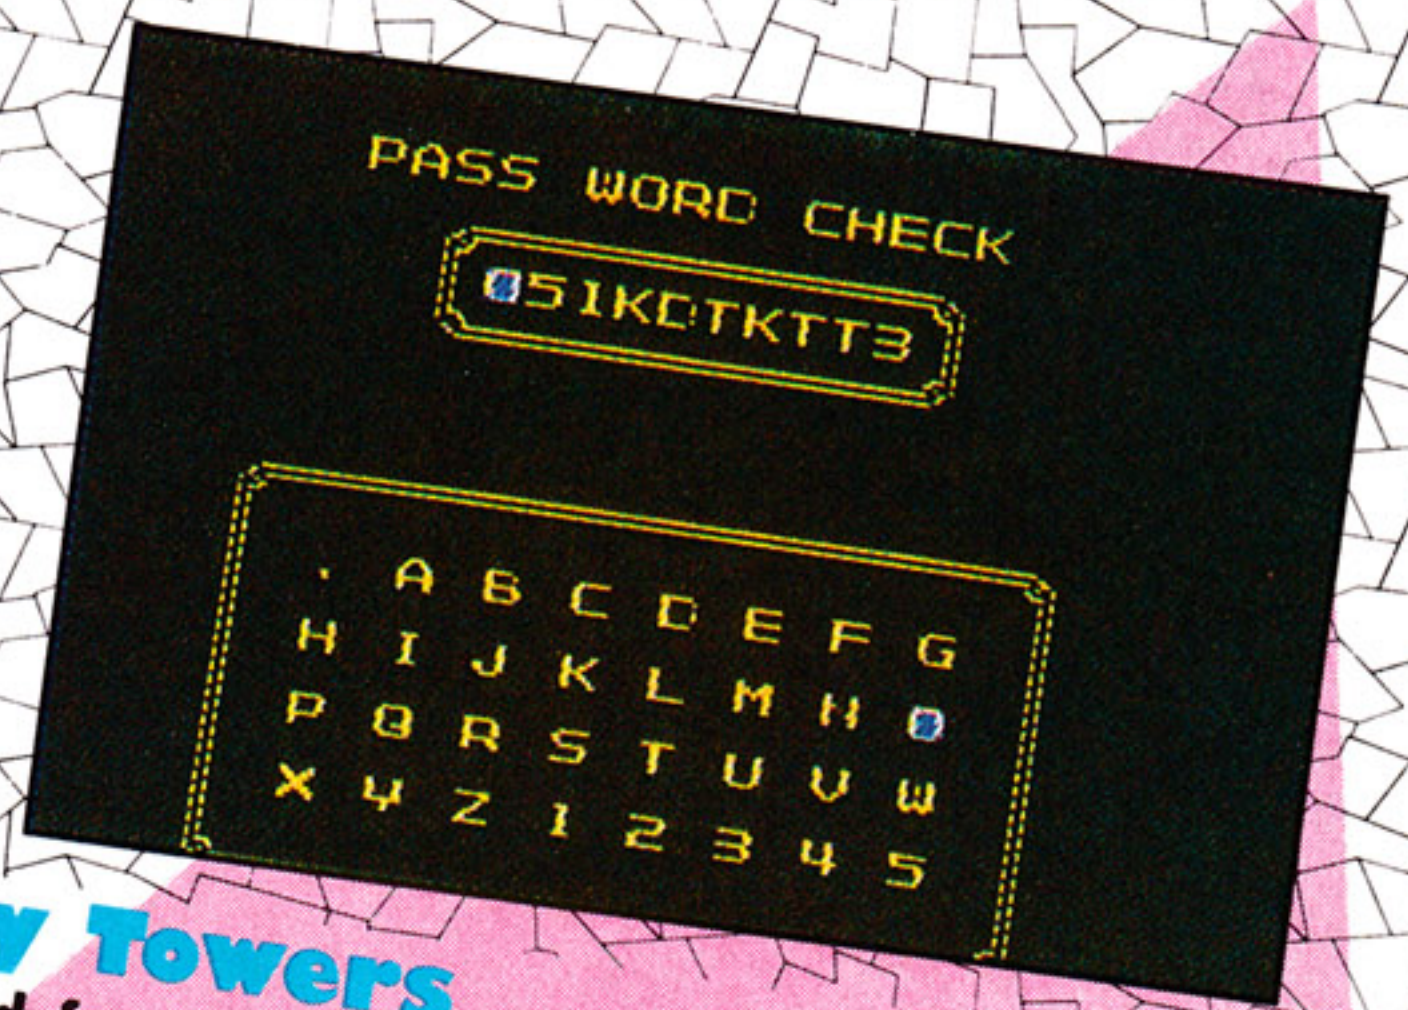 PASS WORD CHECK
51KDTKTT3
. A B C D E F G
H I J K L M N
P Q R S T U V W
X Y Z 1 2 3 4 5
w Towers